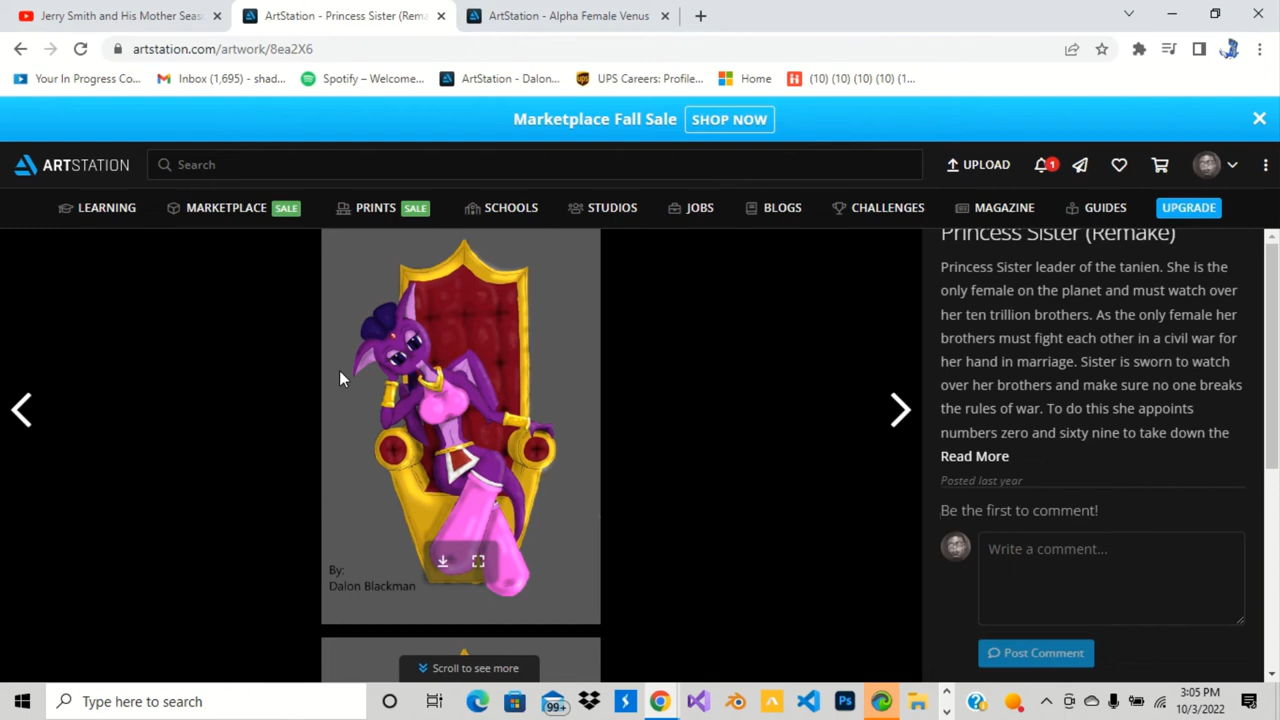 Jerry Smith and His Mother Sea
ArtStation - Princess Sister (Rema
ArtStation - Alpha Female Venus
artstation.com/artwork/8ea2X6
Your In Progress Co...
Inbox (1,695) - shad...
Spotify – Welcome...
ArtStation - Dalon...
UPS Careers: Profile...
Home
(10) (10) (10) (10) (1...
Marketplace Fall Sale
SHOP NOW
ARTSTATION
Search
UPLOAD
1
LEARNING
MARKETPLACE SALE
PRINTS SALE
SCHOOLS
STUDIOS
JOBS
BLOGS
CHALLENGES
MAGAZINE
GUIDES
UPGRADE
Princess Sister (Remake)
Princess Sister leader of the tanien. She is the
only female on the planet and must watch over
her ten trillion brothers. As the only female her
brothers must fight each other in a civil war for
her hand in marriage. Sister is sworn to watch
over her brothers and make sure no one breaks
the rules of war. To do this she appoints
numbers zero and sixty nine to take down the
Read More
Posted last year
Be the first to comment!
Write a comment...
Post Comment
By:
Dalon Blackman
Scroll to see more
Type here to search
99+
3:05 PM
10/3/2022